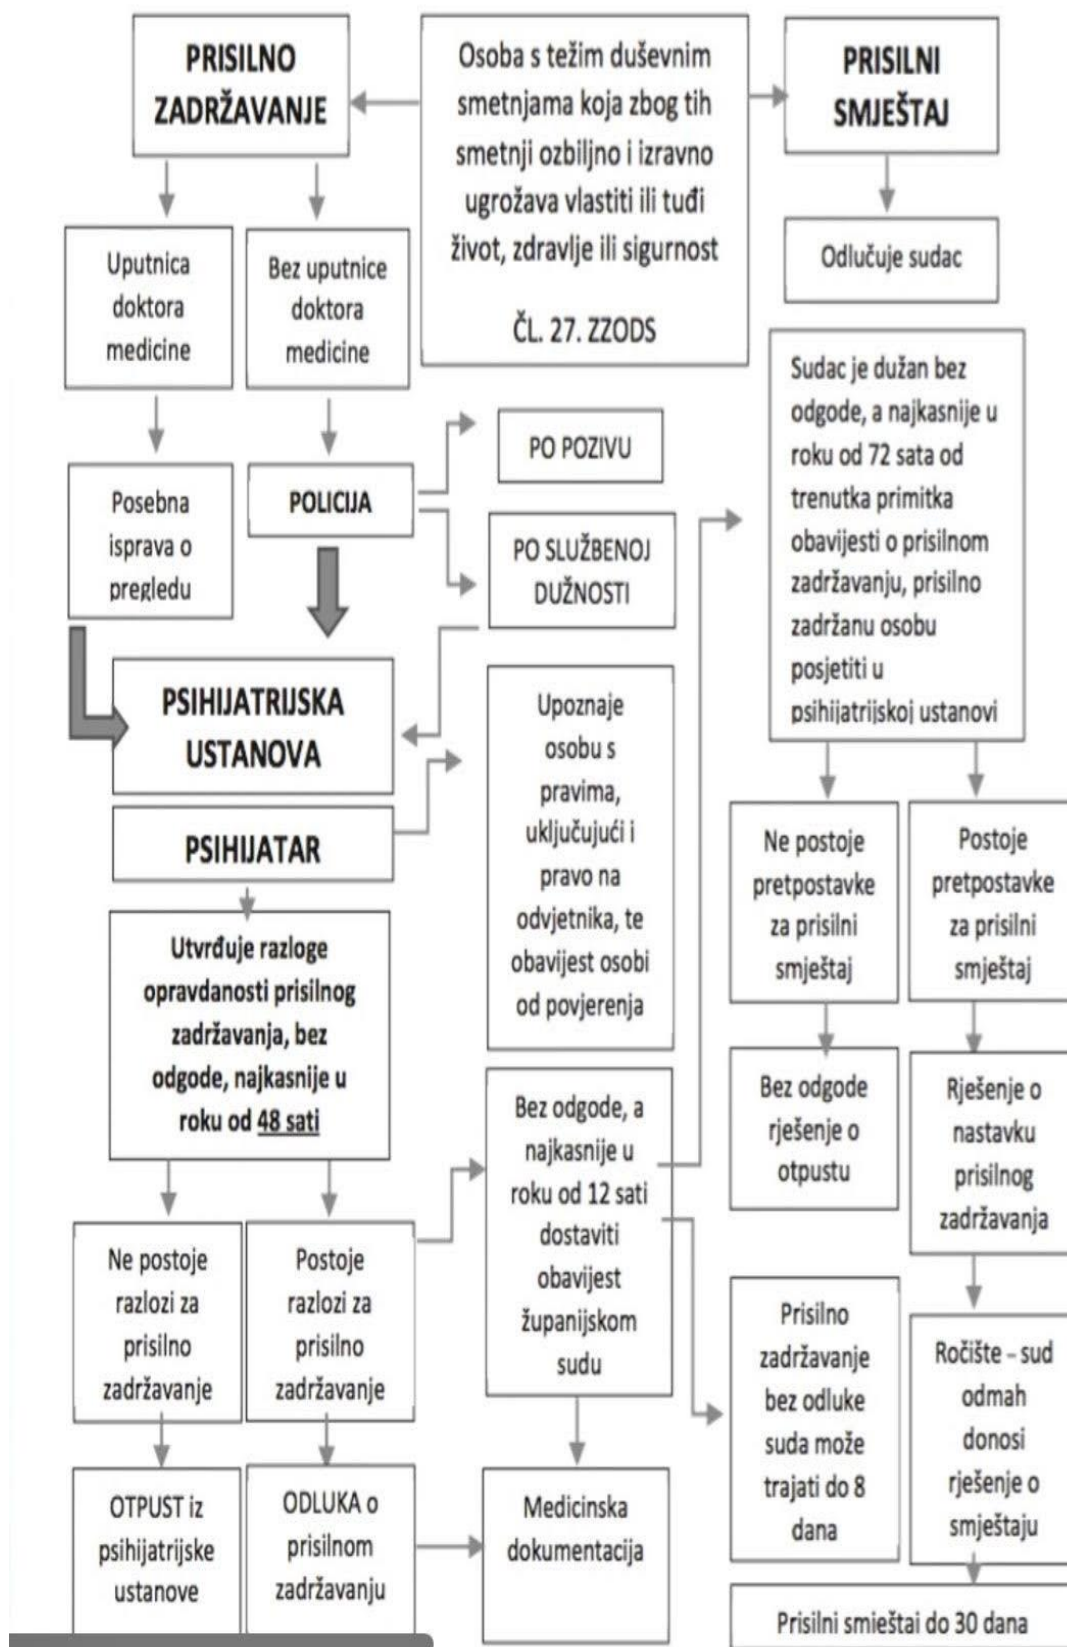 PRISILNO
ZADRŽAVANJE
Osoba s težim duševnim
smetnjama koja zbog tih
smetnji ozbiljno i izravno
ugrožava vlastiti ili tuđi
život, zdravlje ili sigurnost
ČL. 27. ZZODS
PRISILNI
SMJEŠTAJ
Uputnica
doktora
medicine
Bez uputnice
doktora
medicine
Odlučuje sudac
Posebna
isprava o
pregledu
POLICIJA
PO POZIVU
PO SLUŽBENOJ
DUŽNOSTI
Sudac je dužan bez
odgode, a najkasnije u
roku od 72 sata od
trenutka primitka
obavijesti o prisilnom
zadržavanju, prisilno
zadržanu osobu
posjetiti u
psihijatrijskoj ustanovi
PSIHIJATRIJSKA
USTANOVA
PSIHIJATAR
Upoznaje
osobu s
pravima,
uključujući i
pravo na
odvjetnika, te
obavijest osobi
od povjerenja
Utvrđuje razloge
opravdanosti prisilnog
zadržavanja, bez
odgode, najkasnije u
roku od 48 sati
Ne postoje
pretpostavke
za prisilni
smještaj
Postoje
pretpostavke
za prisilni
smještaj
Bez odgode
rješenje o
otpustu
Rješenje o
nastavku
prisilnog
zadržavanja
Ne postoje
razlozi za
prisilno
zadržavanje
Postoje
razlozi za
prisilno
zadržavanje
Bez odgode, a
najkasnije u
roku od 12 sati
dostaviti
obavijest
županijskom
sudu
Prisilno
zadržavanje
bez odluke
suda može
trajati do 8
dana
Ročište – sud
odmah
donosi
rješenje o
smještaju
OTPUST iz
psihijatrijske
ustanove
ODLUKA o
prisilnom
zadržavanju
Medicinska
dokumentacija
Prisilni smještaj do 30 dana